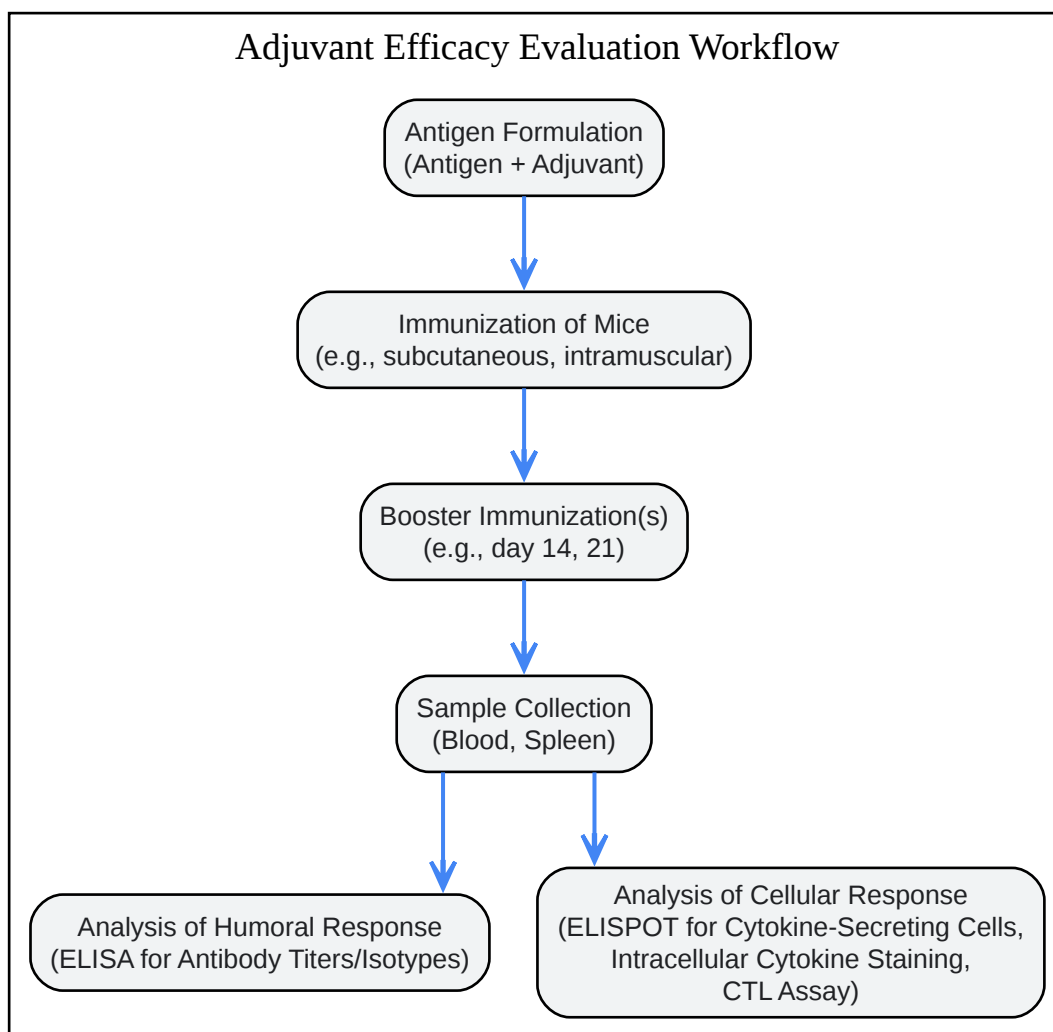 Adjuvant Efficacy Evaluation Workflow
Antigen Formulation
(Antigen + Adjuvant)
Immunization of Mice
(e.g., subcutaneous, intramuscular)
Booster Immunization(s)
(e.g., day 14, 21)
Sample Collection
(Blood, Spleen)
Analysis of Humoral Response
(ELISA for Antibody Titers/Isotypes)
Analysis of Cellular Response
(ELISPOT for Cytokine-Secreting Cells,
Intracellular Cytokine Staining,
CTL Assay)